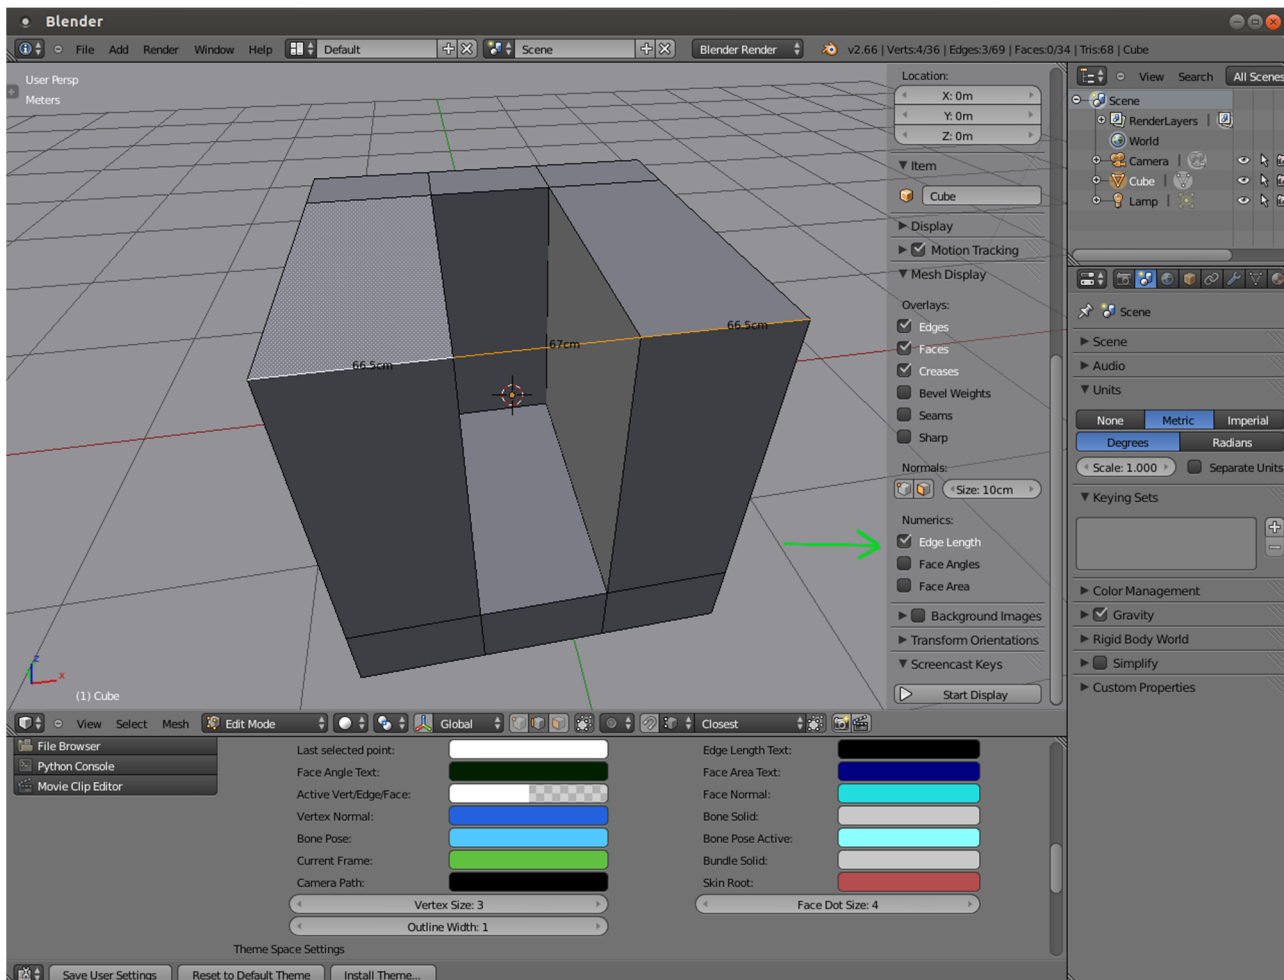 Blender
File Add Render Window Help Default Scene Blender Render v2.66 | Verts:4/36 | Edges:3/69 | Faces:0/34 | Tris:68 | Cube
User Persp
Meters
66.5cm
67cm
66.5cm
(1) Cube
z
x
Location:
X: 0m
Y: 0m
Z: 0m
Item
Cube
Display
Motion Tracking
Mesh Display
Overlays:
Edges
Faces
Creases
Bevel Weights
Seams
Sharp
Normals:
Size: 10cm
Numerics:
Edge Length
Face Angles
Face Area
Background Images
Transform Orientations
Screencast Keys
Start Display
View Search All Scenes
Scene
RenderLayers |
World
Camera |
Cube |
Lamp |
Scene
Scene
Audio
Units
None Metric Imperial
Degrees Radians
Scale: 1.000 Separate Units
Keying Sets
Color Management
Gravity
Rigid Body World
Simplify
Custom Properties
View Select Mesh Edit Mode Global Closest
File Browser
Python Console
Movie Clip Editor
Last selected point: Edge Length Text:
Face Angle Text: Face Area Text:
Active Vert/Edge/Face: Face Normal:
Vertex Normal: Bone Solid:
Bone Pose: Bone Pose Active:
Current Frame: Bundle Solid:
Camera Path: Skin Root:
Vertex Size: 3 Face Dot Size: 4
Outline Width: 1
Theme Space Settings
Save User Settings Reset to Default Theme Install Theme...